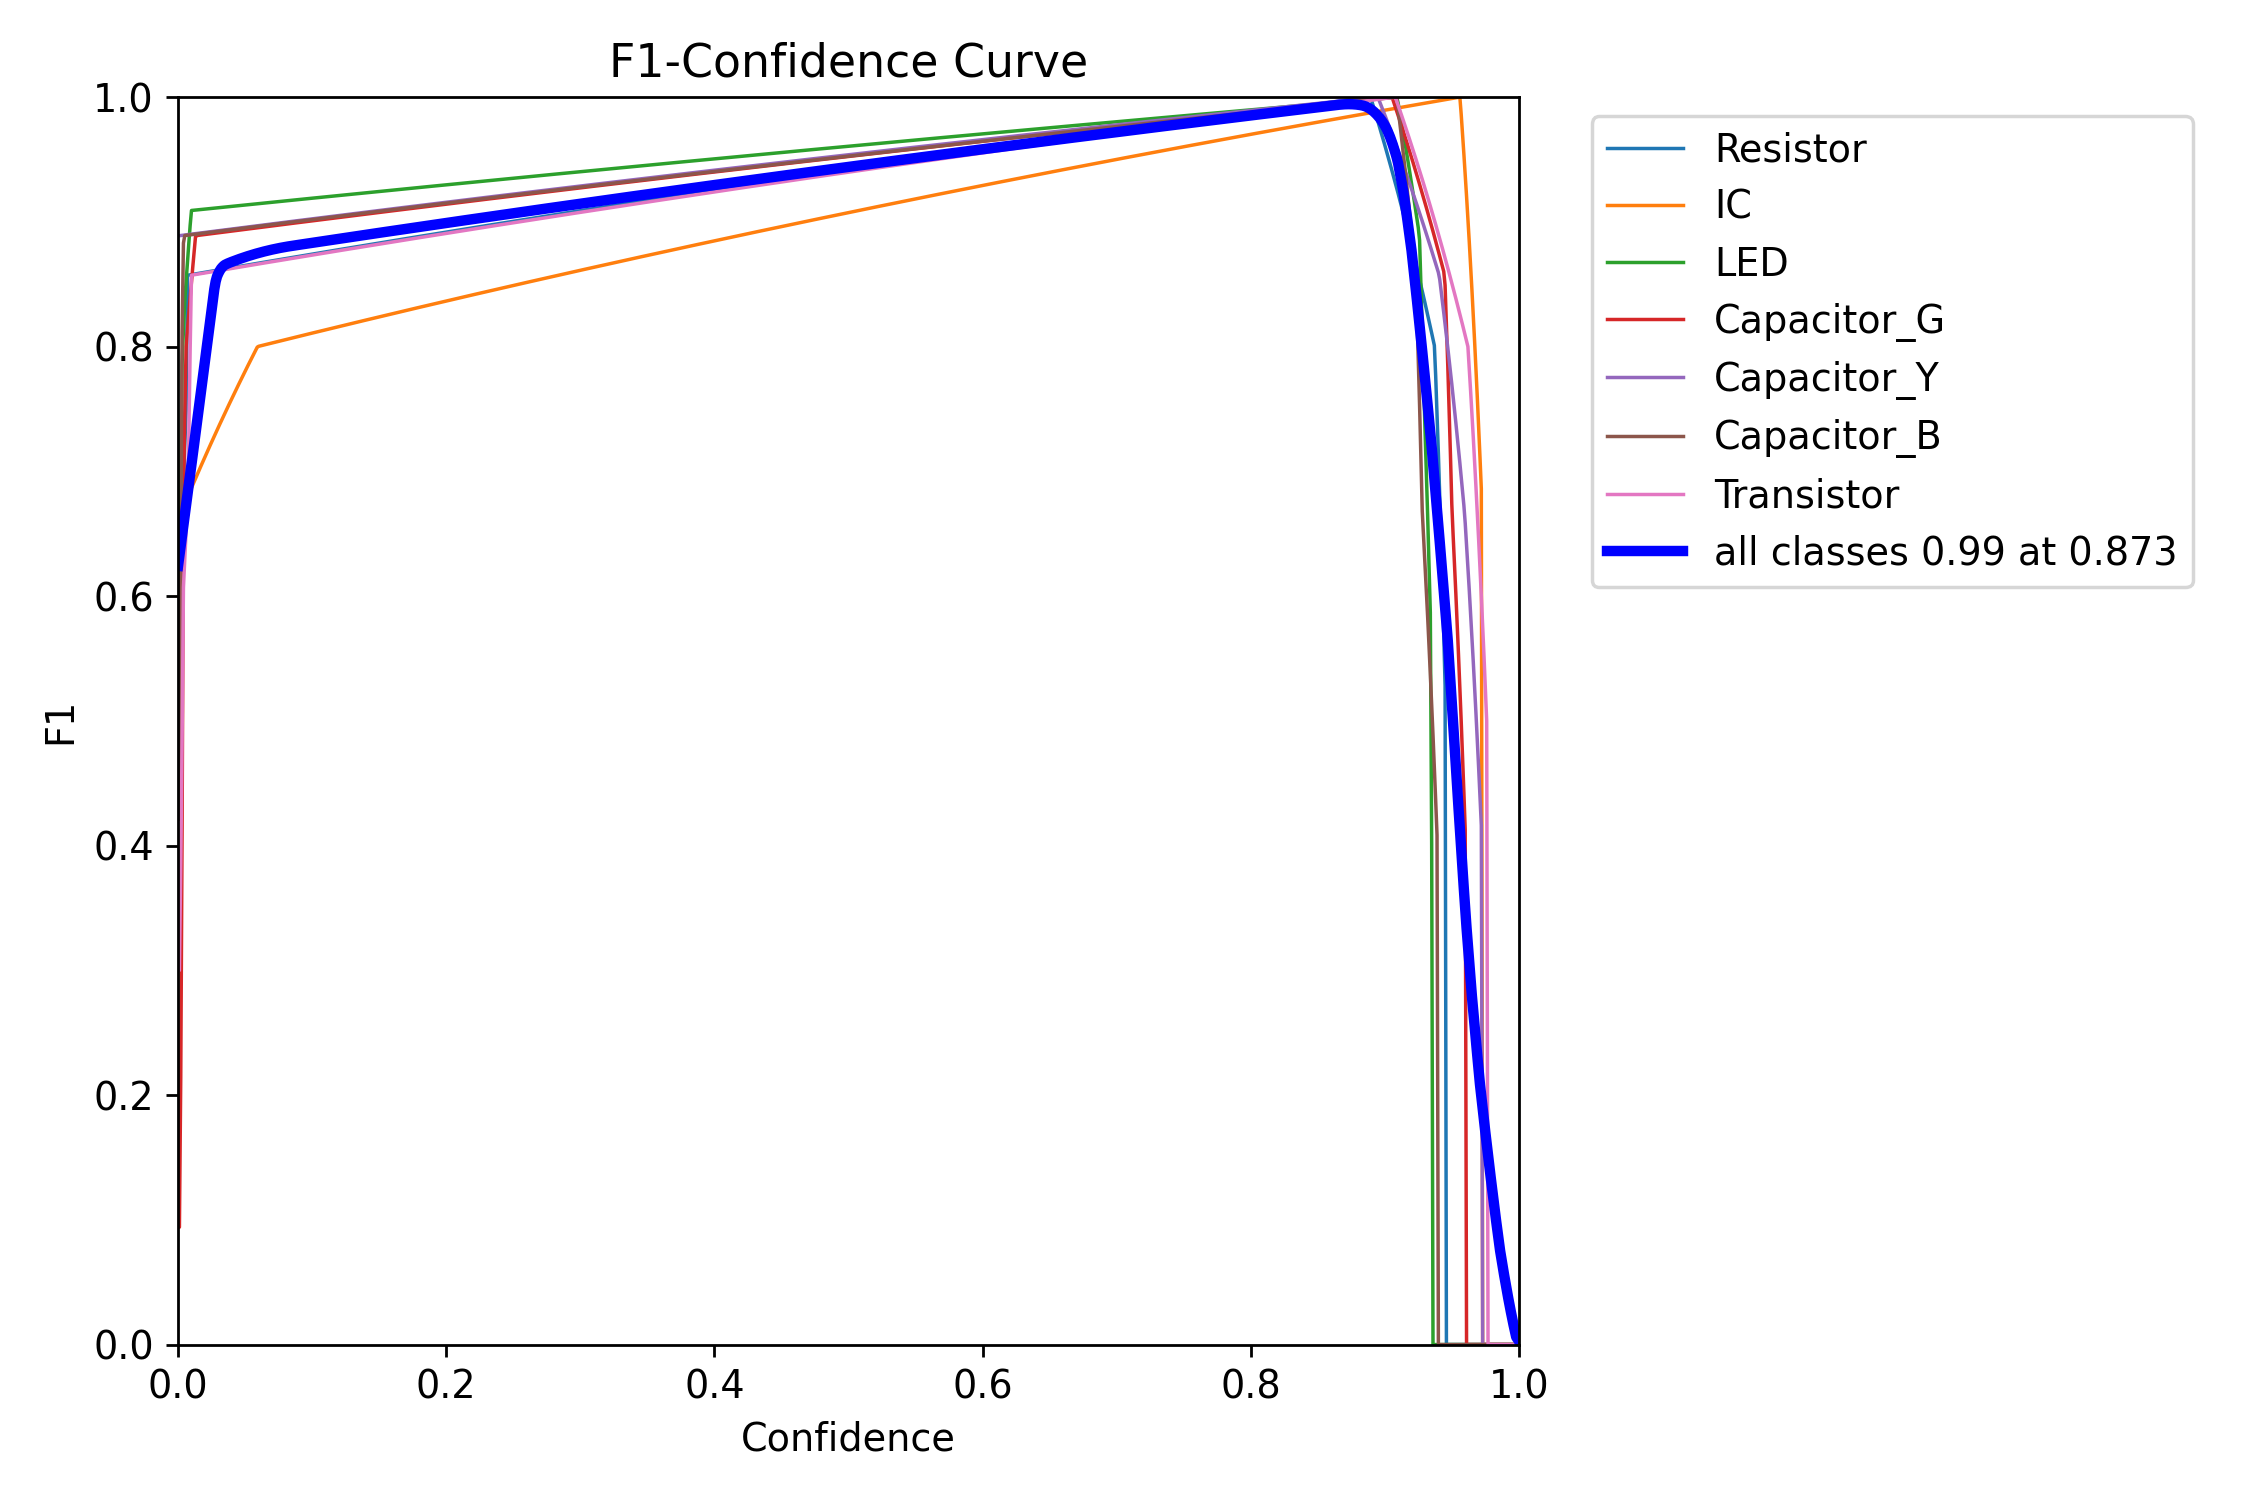 F1-Confidence Curve
1.0
0.8
0.6
0.4
0.2
0.0
F1
0.0 0.2 0.4 0.6 0.8 1.0
Confidence
Resistor
IC
LED
Capacitor_G
Capacitor_Y
Capacitor_B
Transistor
all classes 0.99 at 0.873